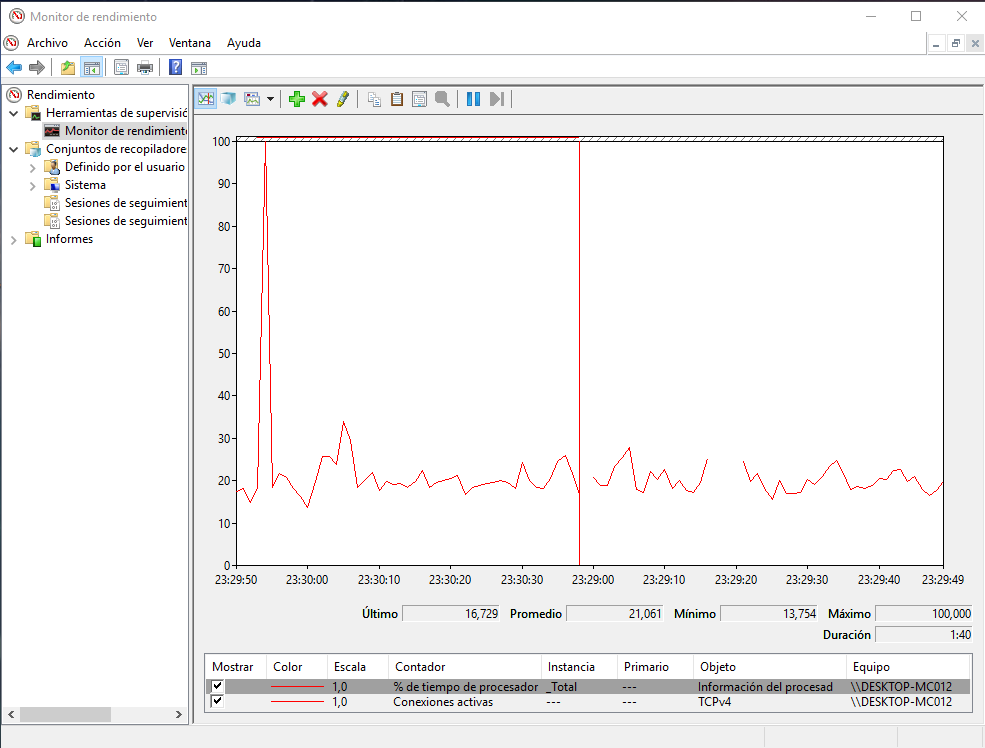 Monitor de rendimiento
Archivo Acción Ver Ventana Ayuda
Rendimiento
Herramientas de supervisió
Monitor de rendimiento
Conjuntos de recopiladore
Definido por el usuario
Sistema
Sesiones de seguimient
Sesiones de seguimient
Informes
100
90
80
70
60
50
40
30
20
10
0
23:29:50 23:30:00 23:30:10 23:30:20 23:30:30 23:29:00 23:29:10 23:29:20 23:29:30 23:29:40 23:29:49
Último 16,729 Promedio 21,061 Mínimo 13,754 Máximo 100,000
Duración 1:40
Mostrar Color Escala Contador Instancia Primario Objeto Equipo
1,0 % de tiempo de procesador _Total --- Información del procesad \\DESKTOP-MC012
1,0 Conexiones activas --- --- TCPv4 \\DESKTOP-MC012